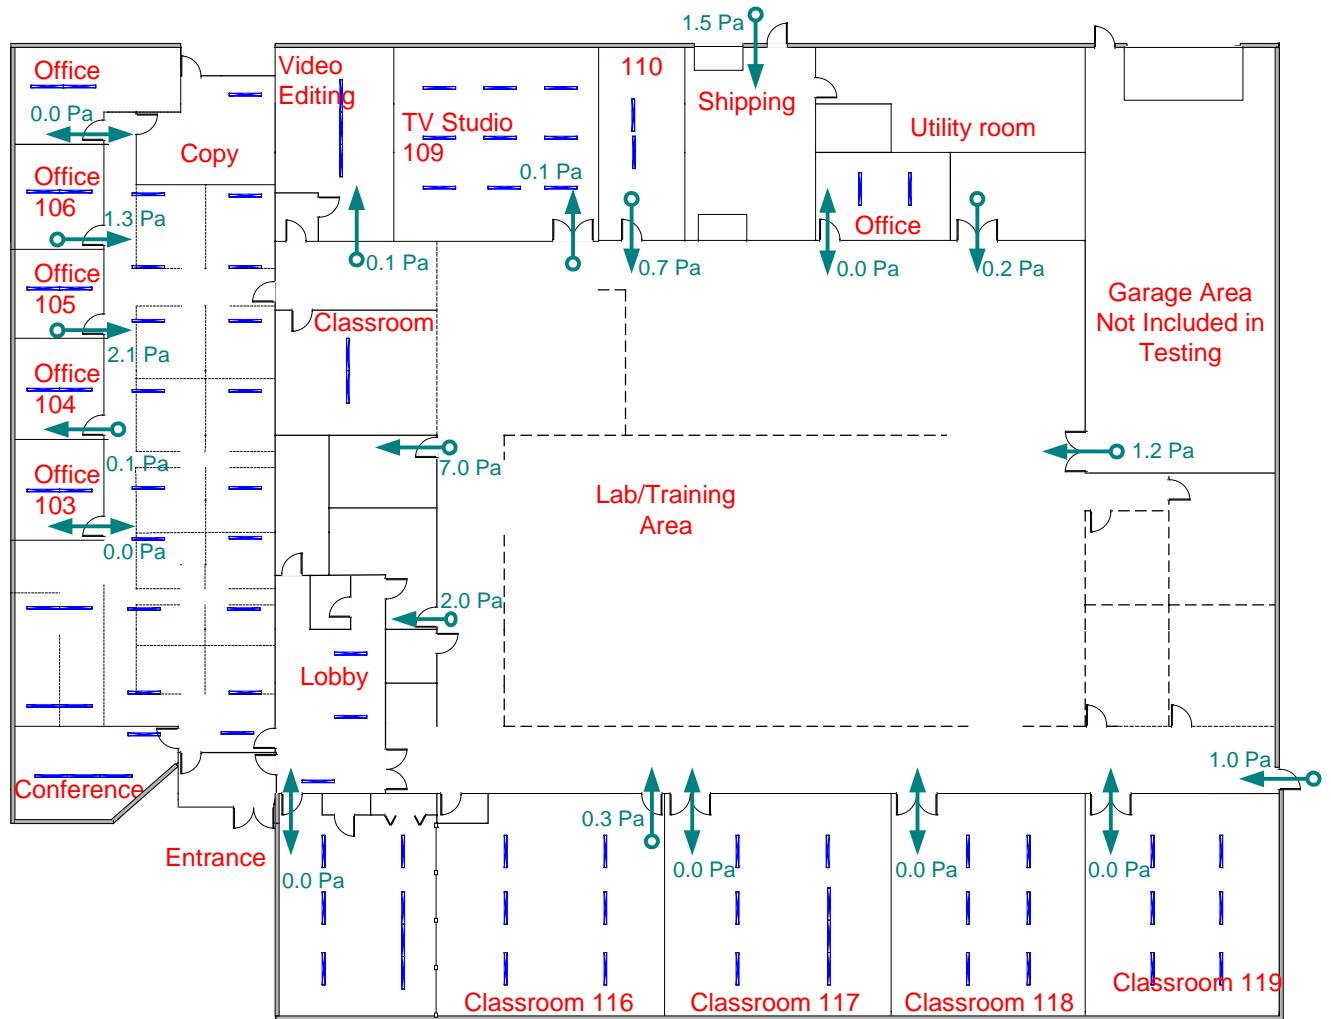 1.5 Pa
Office
0.0 Pa
Video
Editing
TV Studio
109
0.1 Pa
110
Shipping
Utility room
Copy
Office
106
1.3 Pa
0.1 Pa
0.7 Pa
Office
0.0 Pa
0.2 Pa
Office
105
2.1 Pa
Classroom
Garage Area
Not Included in
Testing
Office
104
0.1 Pa
7.0 Pa
1.2 Pa
Office
103
0.0 Pa
Lab/Training
Area
2.0 Pa
Lobby
Conference
1.0 Pa
Entrance
0.0 Pa
0.3 Pa
0.0 Pa
0.0 Pa
0.0 Pa
Classroom 116
Classroom 117
Classroom 118
Classroom 119